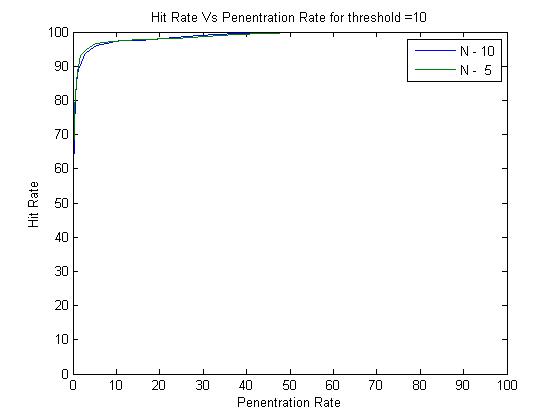 Hit Rate Vs Penentration Rate for threshold =10
100
90
80
70
60
50
40
30
20
10
0
Hit Rate
N - 10
N - 5
0 10 20 30 40 50 60 70 80 90 100
Penentration Rate